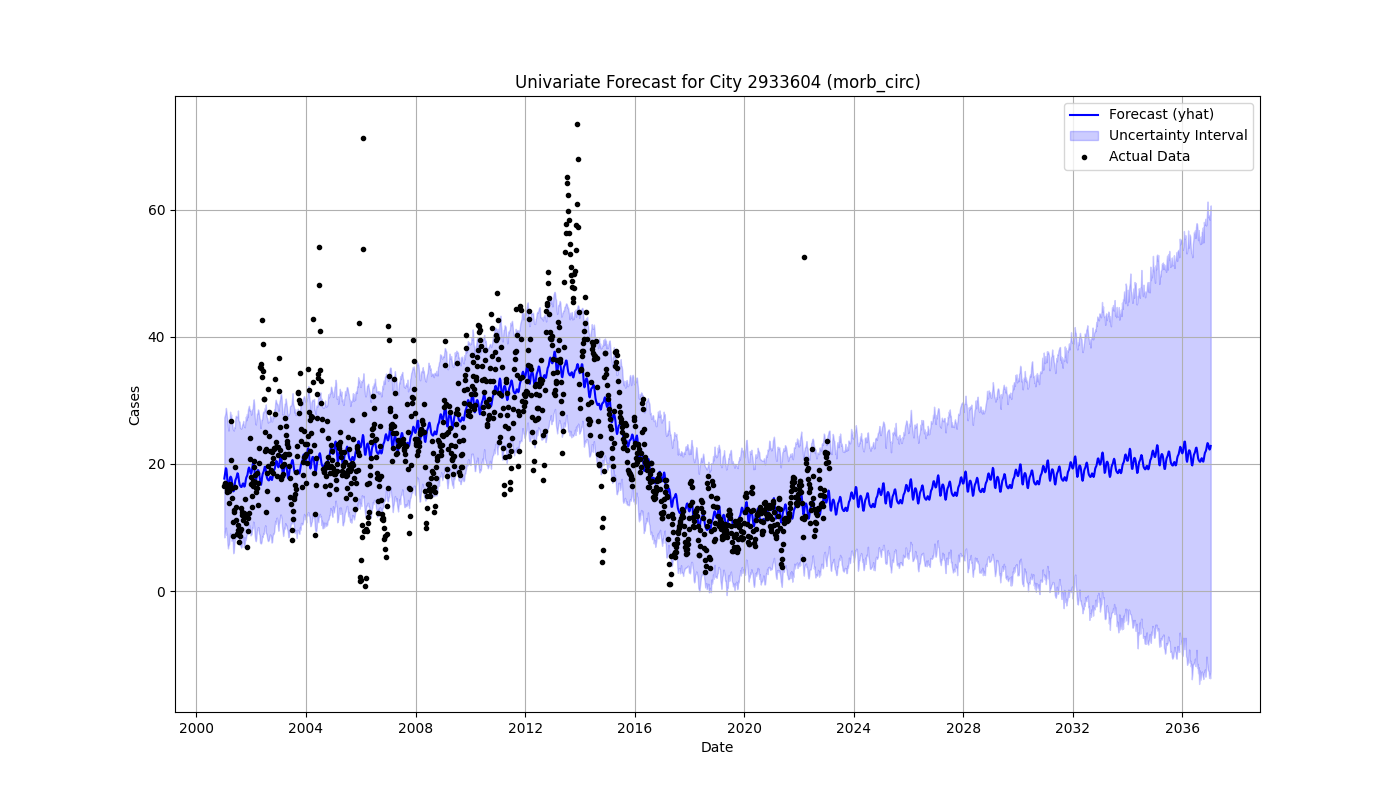 Univariate Forecast for City 2933604 (morb_circ)
Forecast (yhat)
Uncertainty Interval
Actual Data
Cases
60
40
20
0
2000 2004 2008 2012 2016 2020 2024 2028 2032 2036
Date